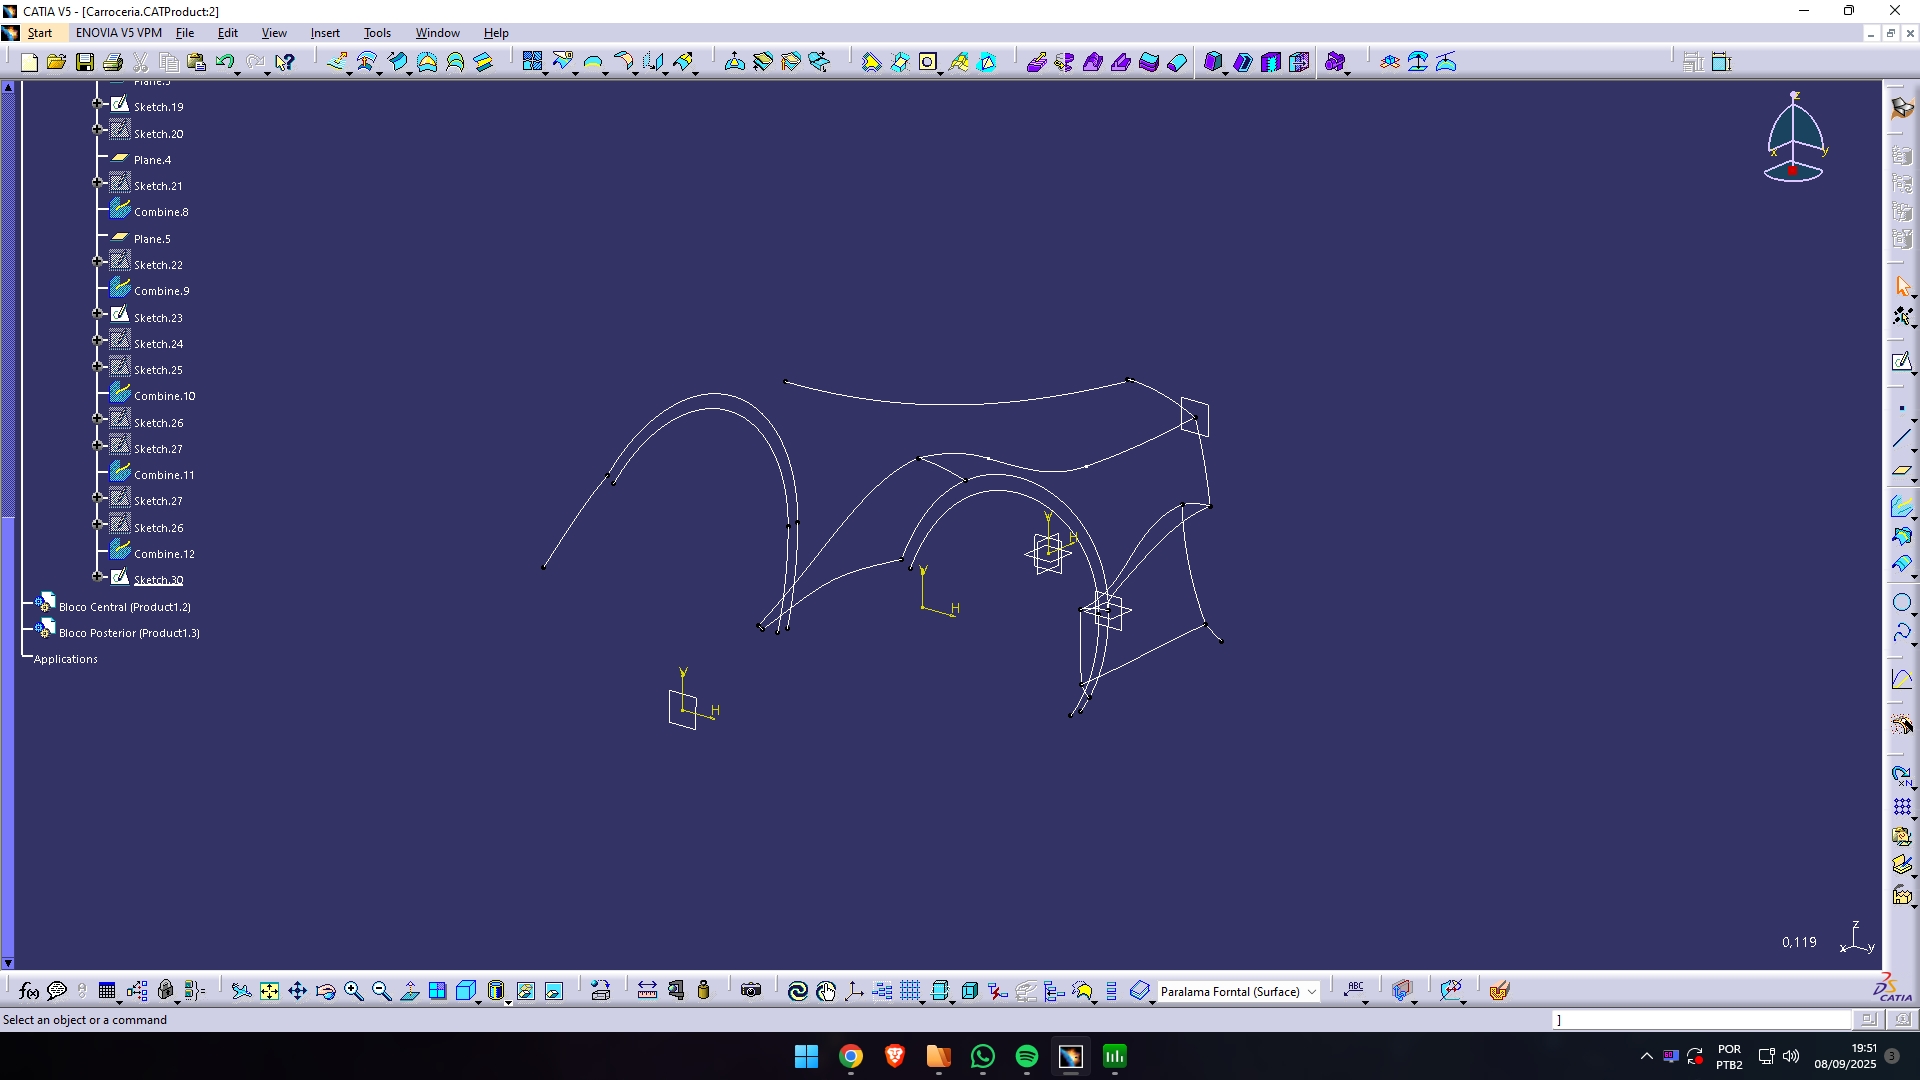 CATIA V5 - [Carroceria.CATProduct:2]
Start ENOVIA V5 VPM File Edit View Insert Tools Window Help
Plane.3
Sketch.19
Sketch.20
Plane.4
Sketch.21
Combine.8
Plane.5
Sketch.22
Combine.9
Sketch.23
Sketch.24
Sketch.25
Combine.10
Sketch.26
Sketch.27
Combine.11
Sketch.27
Sketch.26
Combine.12
Sketch.30
Bloco Central (Product1.2)
Bloco Posterior (Product1.3)
Applications
z
x y
V
H
V
H
V
H
0,119
z
x y
f(x)
ABC
Paralama Forntal (Surface)
CATIA
Select an object or a command
]
POR
PTB2
19:51
08/09/2025
3